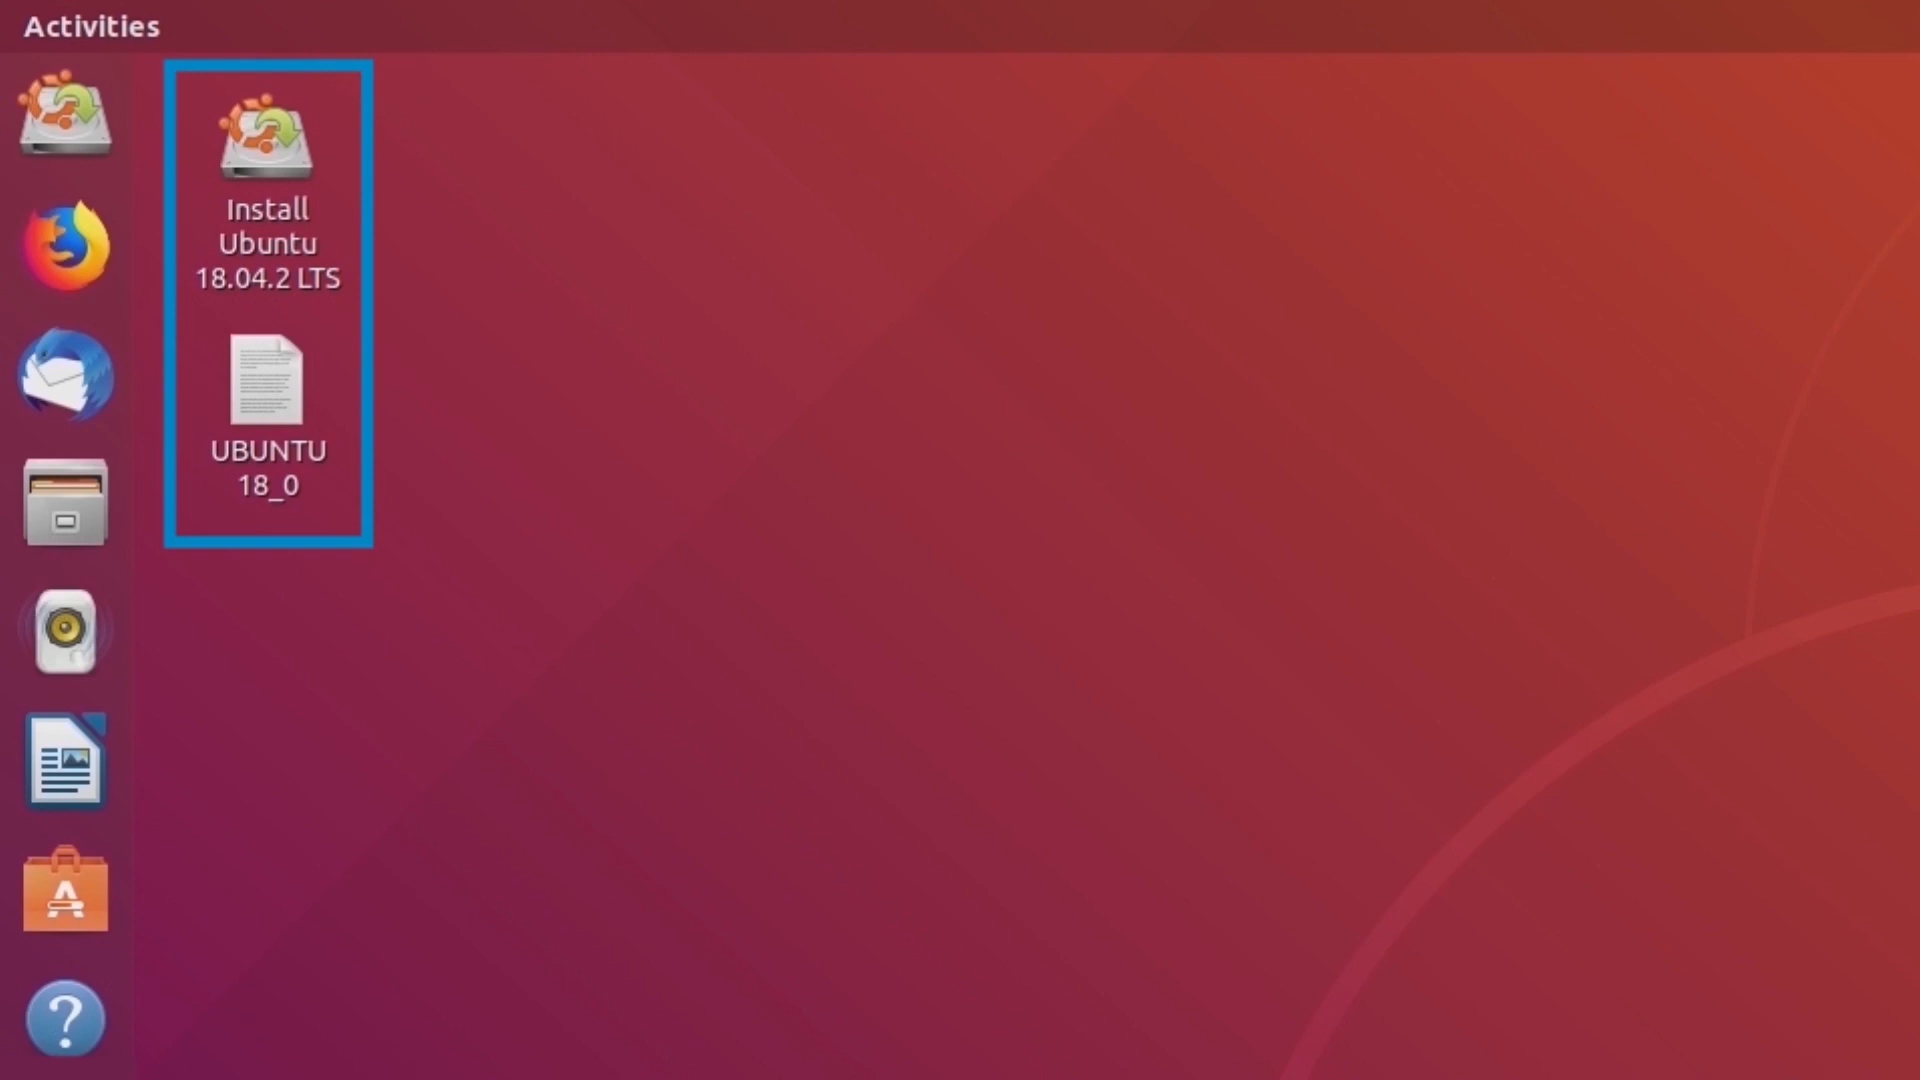 Activities
Install
Ubuntu
18.04.2 LTS
UBUNTU
18_0